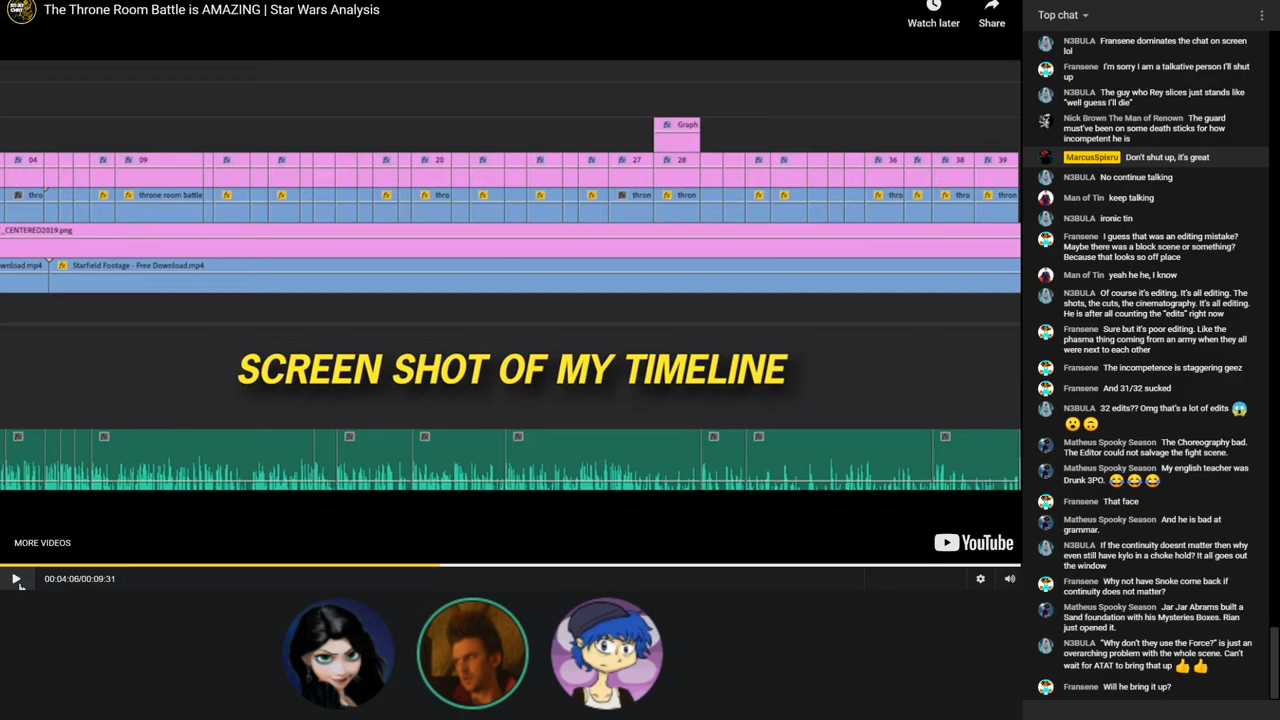 The Throne Room Battle is AMAZING | Star Wars Analysis
Watch later
Share
Graph
04
09
20
27
28
36
38
39
thro
throne room battle
thro
thron
thron
thro
thro
thron
_CENTERED2019.png
wnload.mp4
Starfield Footage - Free Download.mp4
SCREEN SHOT OF MY TIMELINE
MORE VIDEOS
YouTube
00:04:06/00:09:31
Top chat
N3BULA Fransene dominates the chat on screen
lol
Fransene I'm sorry I am a talkative person I'll shut
up
N3BULA The guy who Rey slices just stands like
"well guess I'll die"
Nick Brown The Man of Renown The guard
must've been on some death sticks for how
incompetent he is
MarcusSpixru Don't shut up, it's great
N3BULA No continue talking
Man of Tin keep talking
N3BULA ironic tin
Fransene I guess that was an editing mistake?
Maybe there was a block scene or something?
Because that looks so off place
Man of Tin yeah he he, I know
N3BULA Of course it's editing. It's all editing. The
shots, the cuts, the cinematography. It's all editing.
He is after all counting the "edits" right now
Fransene Sure but it's poor editing. Like the
phasma thing coming from an army when they all
were next to each other
Fransene The incompetence is staggering geez
Fransene And 31/32 sucked
N3BULA 32 edits?? Omg that's a lot of edits 😱
😮 🙃
Matheus Spooky Season The Choreography bad.
The Editor could not salvage the fight scene.
Matheus Spooky Season My english teacher was
Drunk 3PO. 😂 😂 😂
Fransene That face
Matheus Spooky Season And he is bad at
grammar.
N3BULA If the continuity doesnt matter then why
even still have kylo in a choke hold? It all goes out
the window
Fransene Why not have Snoke come back if
continuity does not matter?
Matheus Spooky Season Jar Jar Abrams built a
Sand foundation with his Mysteries Boxes. Rian
just opened it.
N3BULA "Why don't they use the Force?" is just an
overarching problem with the whole scene. Can't
wait for ATAT to bring that up 👍 👍
Fransene Will he bring it up?